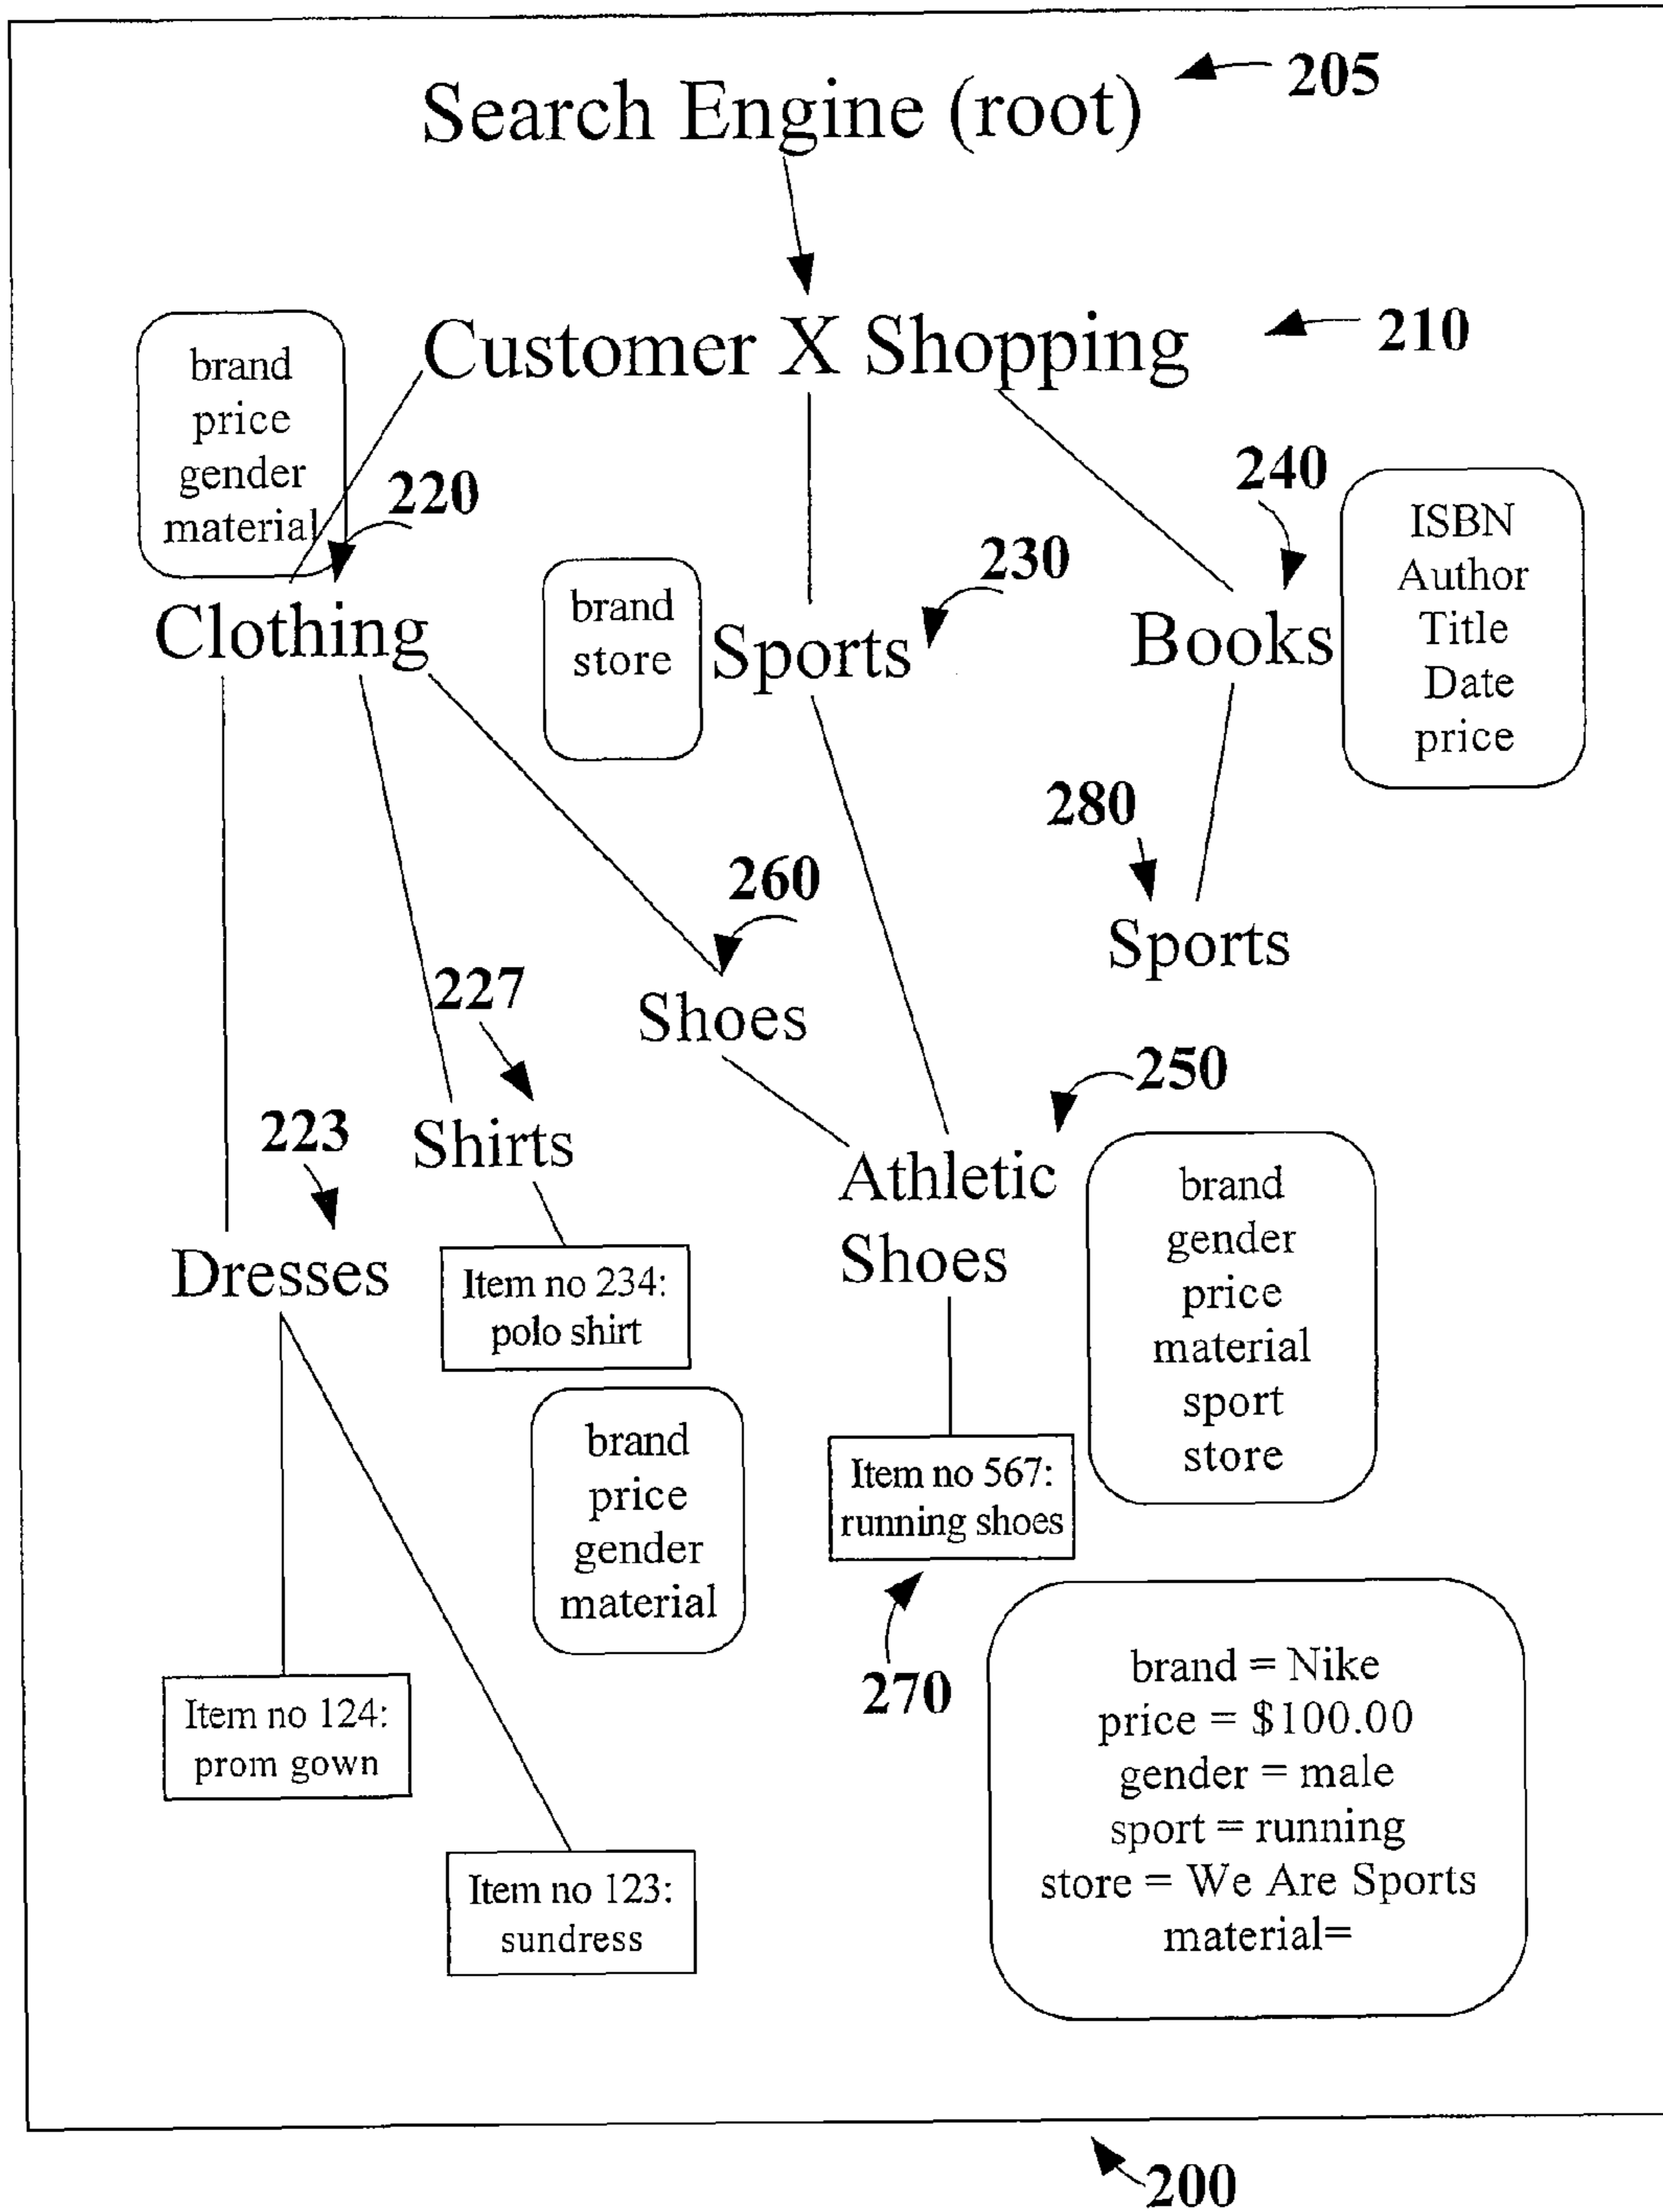 205
Search Engine (root)
210
Customer X Shopping
brand
price
gender
material
220
240
ISBN
Author
Title
Date
price
230
brand
store
Clothing
Sports
Books
280
Sports
260
Shoes
227
Shirts
250
Athletic
Shoes
223
Dresses
brand
gender
price
material
sport
store
Item no 234:
polo shirt
brand
price
gender
material
Item no 567:
running shoes
270
Item no 124:
prom gown
brand = Nike
price = $100.00
gender = male
sport = running
store = We Are Sports
material=
Item no 123:
sundress
200